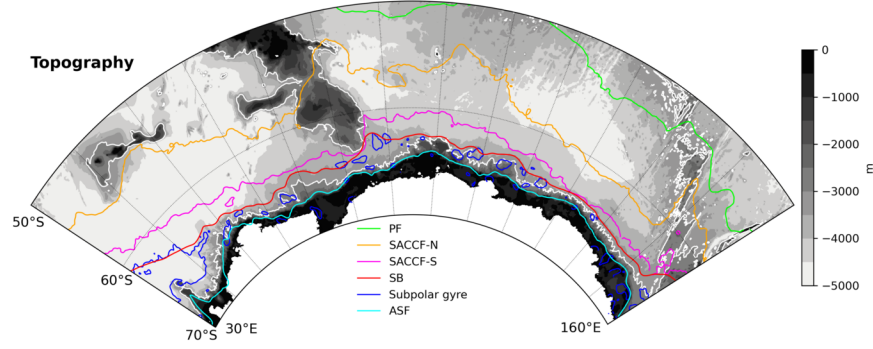 Topography
50°S
60°S
70°S
30°E
160°E
PF
SACCF-N
SACCF-S
SB
Subpolar gyre
ASF
0
−1000
−2000
−3000
−4000
−5000
m